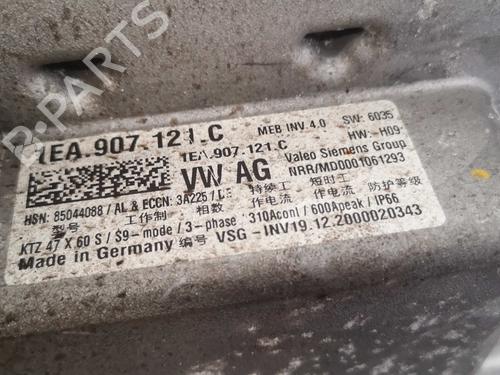 1EA.907.121.C MEB INV.4.0 SW: 6035
1EA.907.121.C HW: H09
VW AG Valeo Siemens Group
NRR/MD0001061293
HSN: 85044088 / AL & ECCN: 3A225 / DE 持续工 短时工
型号 工作制 相数 作电流 作电流 防护等级
KTZ 47 X 60 S / S9-mode / 3-phase / 310Aconl / 600Apeak / IP66
Made in Germany 编号 VSG-INV19.12.2000020343
B-PARTS